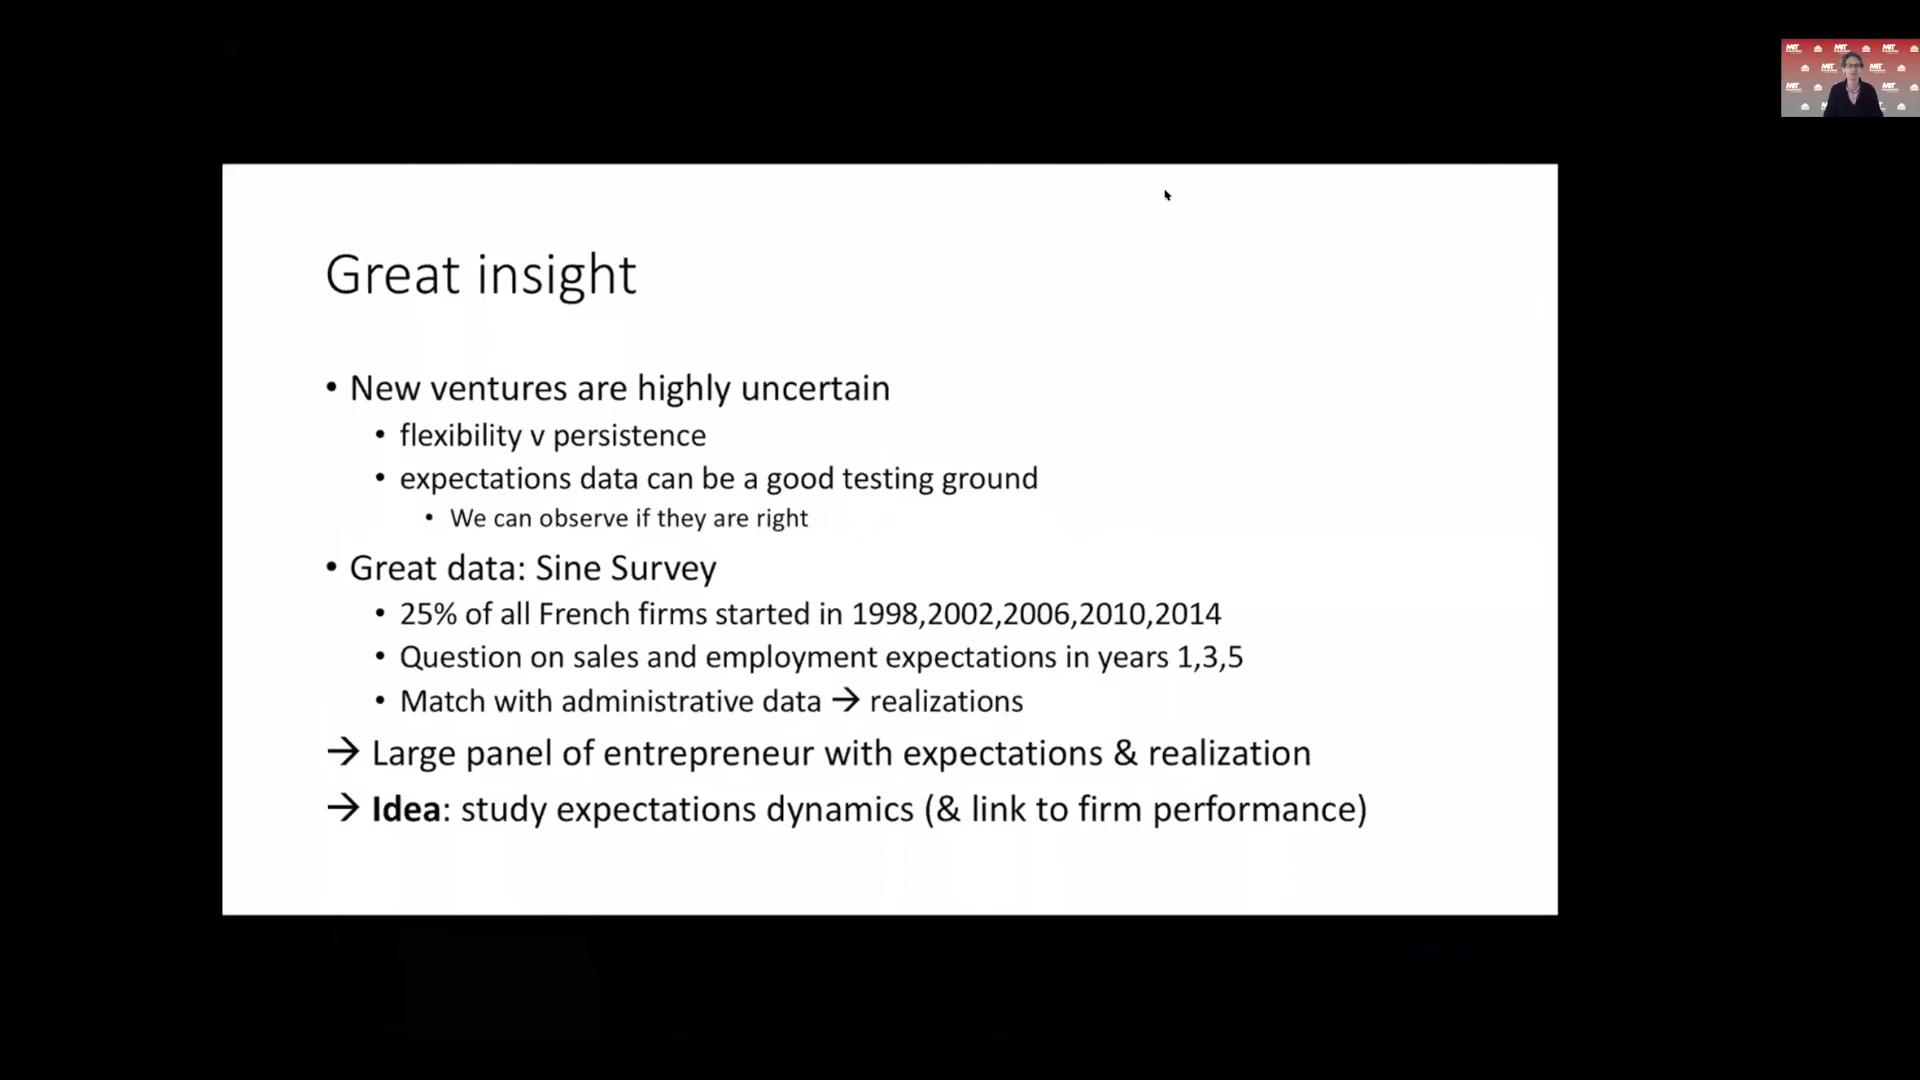 MIT MIT MIT
Great insight
• New ventures are highly uncertain
• flexibility v persistence
• expectations data can be a good testing ground
• We can observe if they are right
• Great data: Sine Survey
• 25% of all French firms started in 1998,2002,2006,2010,2014
• Question on sales and employment expectations in years 1,3,5
• Match with administrative data → realizations
→ Large panel of entrepreneur with expectations & realization
→ Idea: study expectations dynamics (& link to firm performance)